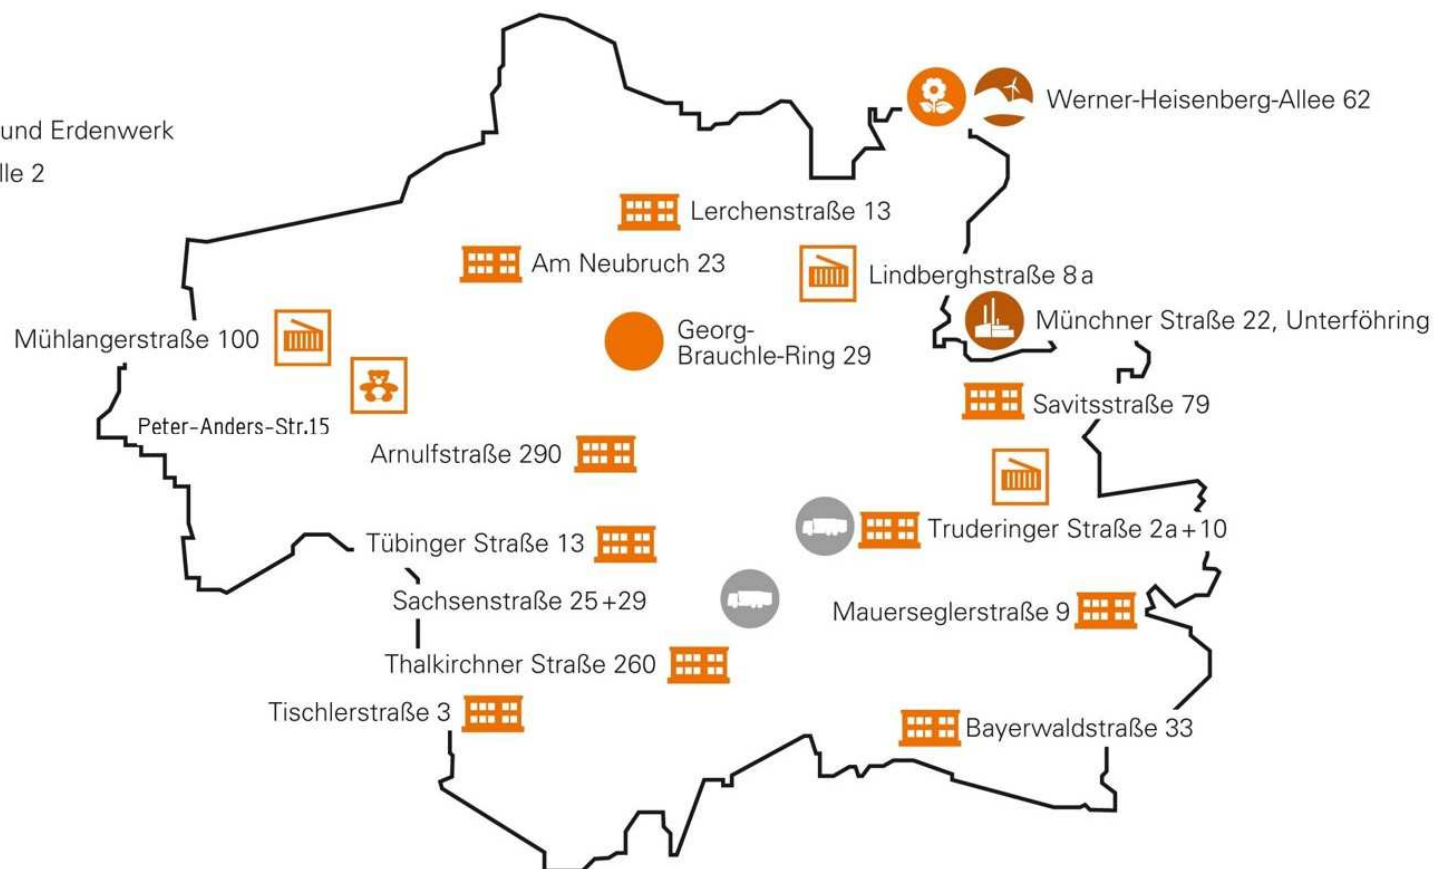 Werner-Heisenberg-Allee 62
und Erdenwerk
lle 2
Lerchenstraße 13
Am Neubruch 23
Lindberghstraße 8a
Münchner Straße 22, Unterföhring
Mühlangerstraße 100
Georg-
Brauchle-Ring 29
Savitsstraße 79
Peter-Anders-Str.15
Arnulfstraße 290
Truderinger Straße 2a+10
Tübinger Straße 13
Sachsenstraße 25+29
Mauerseglerstraße 9
Thalkirchner Straße 260
Tischlerstraße 3
Bayerwaldstraße 33